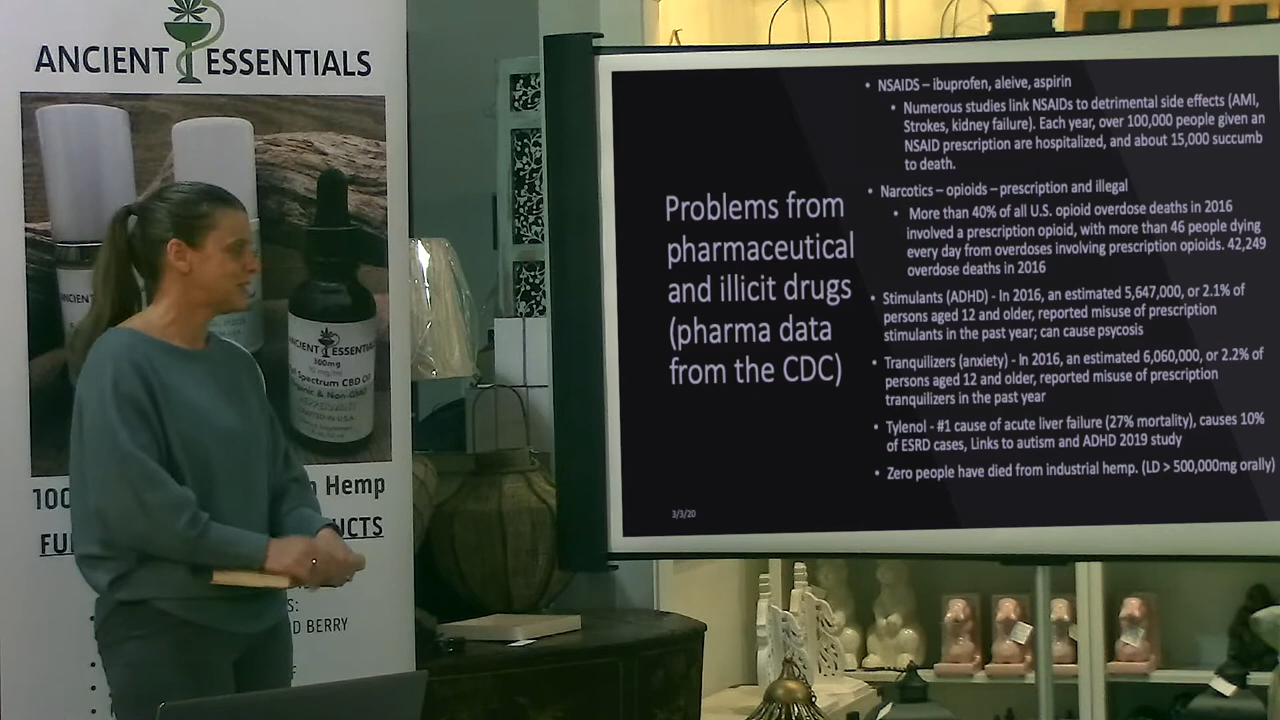 ANCIENT ESSENTIALS
ANCIENT ESSENTIALS
300mg
10 mg/ml
Spectrum CBD Oil
Organic & Non-GMO
100
Hemp
FU
UCTS
S:
D BERRY
Problems from
pharmaceutical
and illicit drugs
(pharma data
from the CDC)
3/3/20
• NSAIDS – ibuprofen, aleive, aspirin
• Numerous studies link NSAIDs to detrimental side effects (AMI,
Strokes, kidney failure). Each year, over 100,000 people given an
NSAID prescription are hospitalized, and about 15,000 succumb
to death.
• Narcotics – opioids – prescription and illegal
• More than 40% of all U.S. opioid overdose deaths in 2016
involved a prescription opioid, with more than 46 people dying
every day from overdoses involving prescription opioids. 42,249
overdose deaths in 2016
• Stimulants (ADHD) - In 2016, an estimated 5,647,000, or 2.1% of
persons aged 12 and older, reported misuse of prescription
stimulants in the past year; can cause psycosis
• Tranquilizers (anxiety) - In 2016, an estimated 6,060,000, or 2.2% of
persons aged 12 and older, reported misuse of prescription
tranquilizers in the past year
• Tylenol - #1 cause of acute liver failure (27% mortality), causes 10%
of ESRD cases, Links to autism and ADHD 2019 study
• Zero people have died from industrial hemp. (LD > 500,000mg orally)